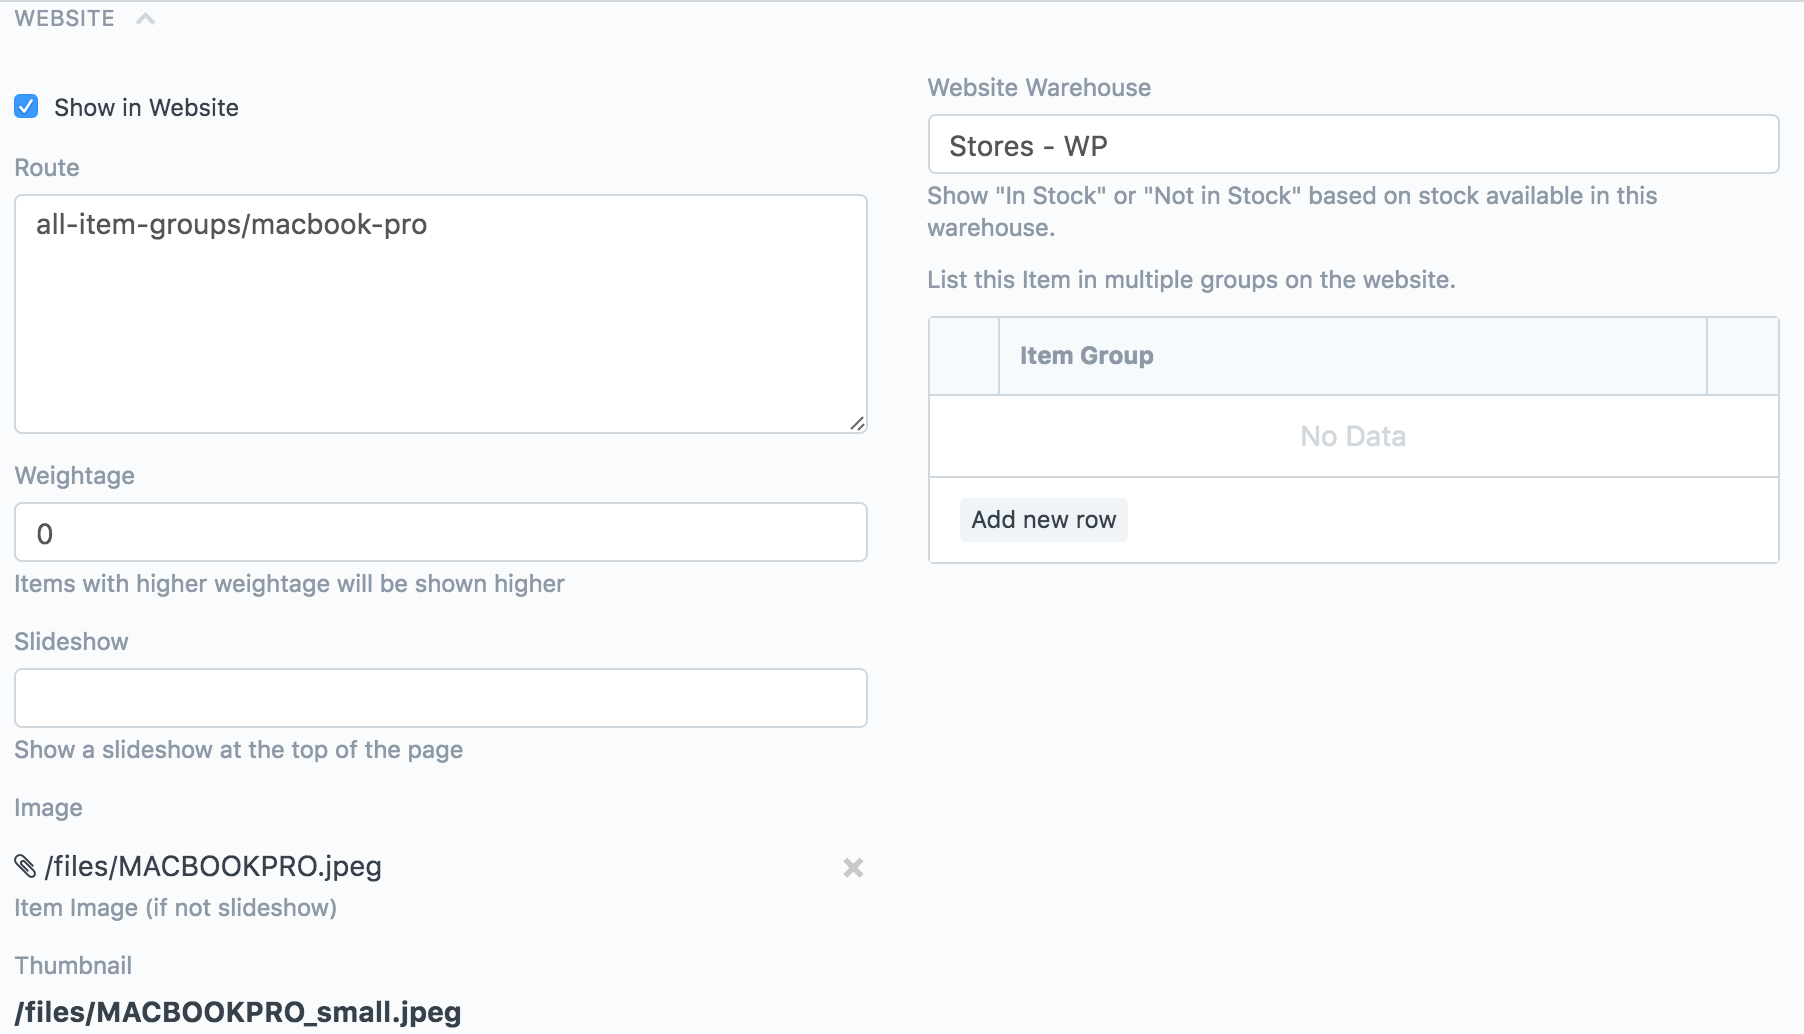 WEBSITE
Show in Website
Route
all-item-groups/macbook-pro
Weightage
0
Items with higher weightage will be shown higher
Slideshow
Show a slideshow at the top of the page
Image
/files/MACBOOKPRO.jpeg
Item Image (if not slideshow)
Thumbnail
/files/MACBOOKPRO_small.jpeg
Website Warehouse
Stores - WP
Show "In Stock" or "Not in Stock" based on stock available in this
warehouse.
List this Item in multiple groups on the website.
Item Group
No Data
Add new row